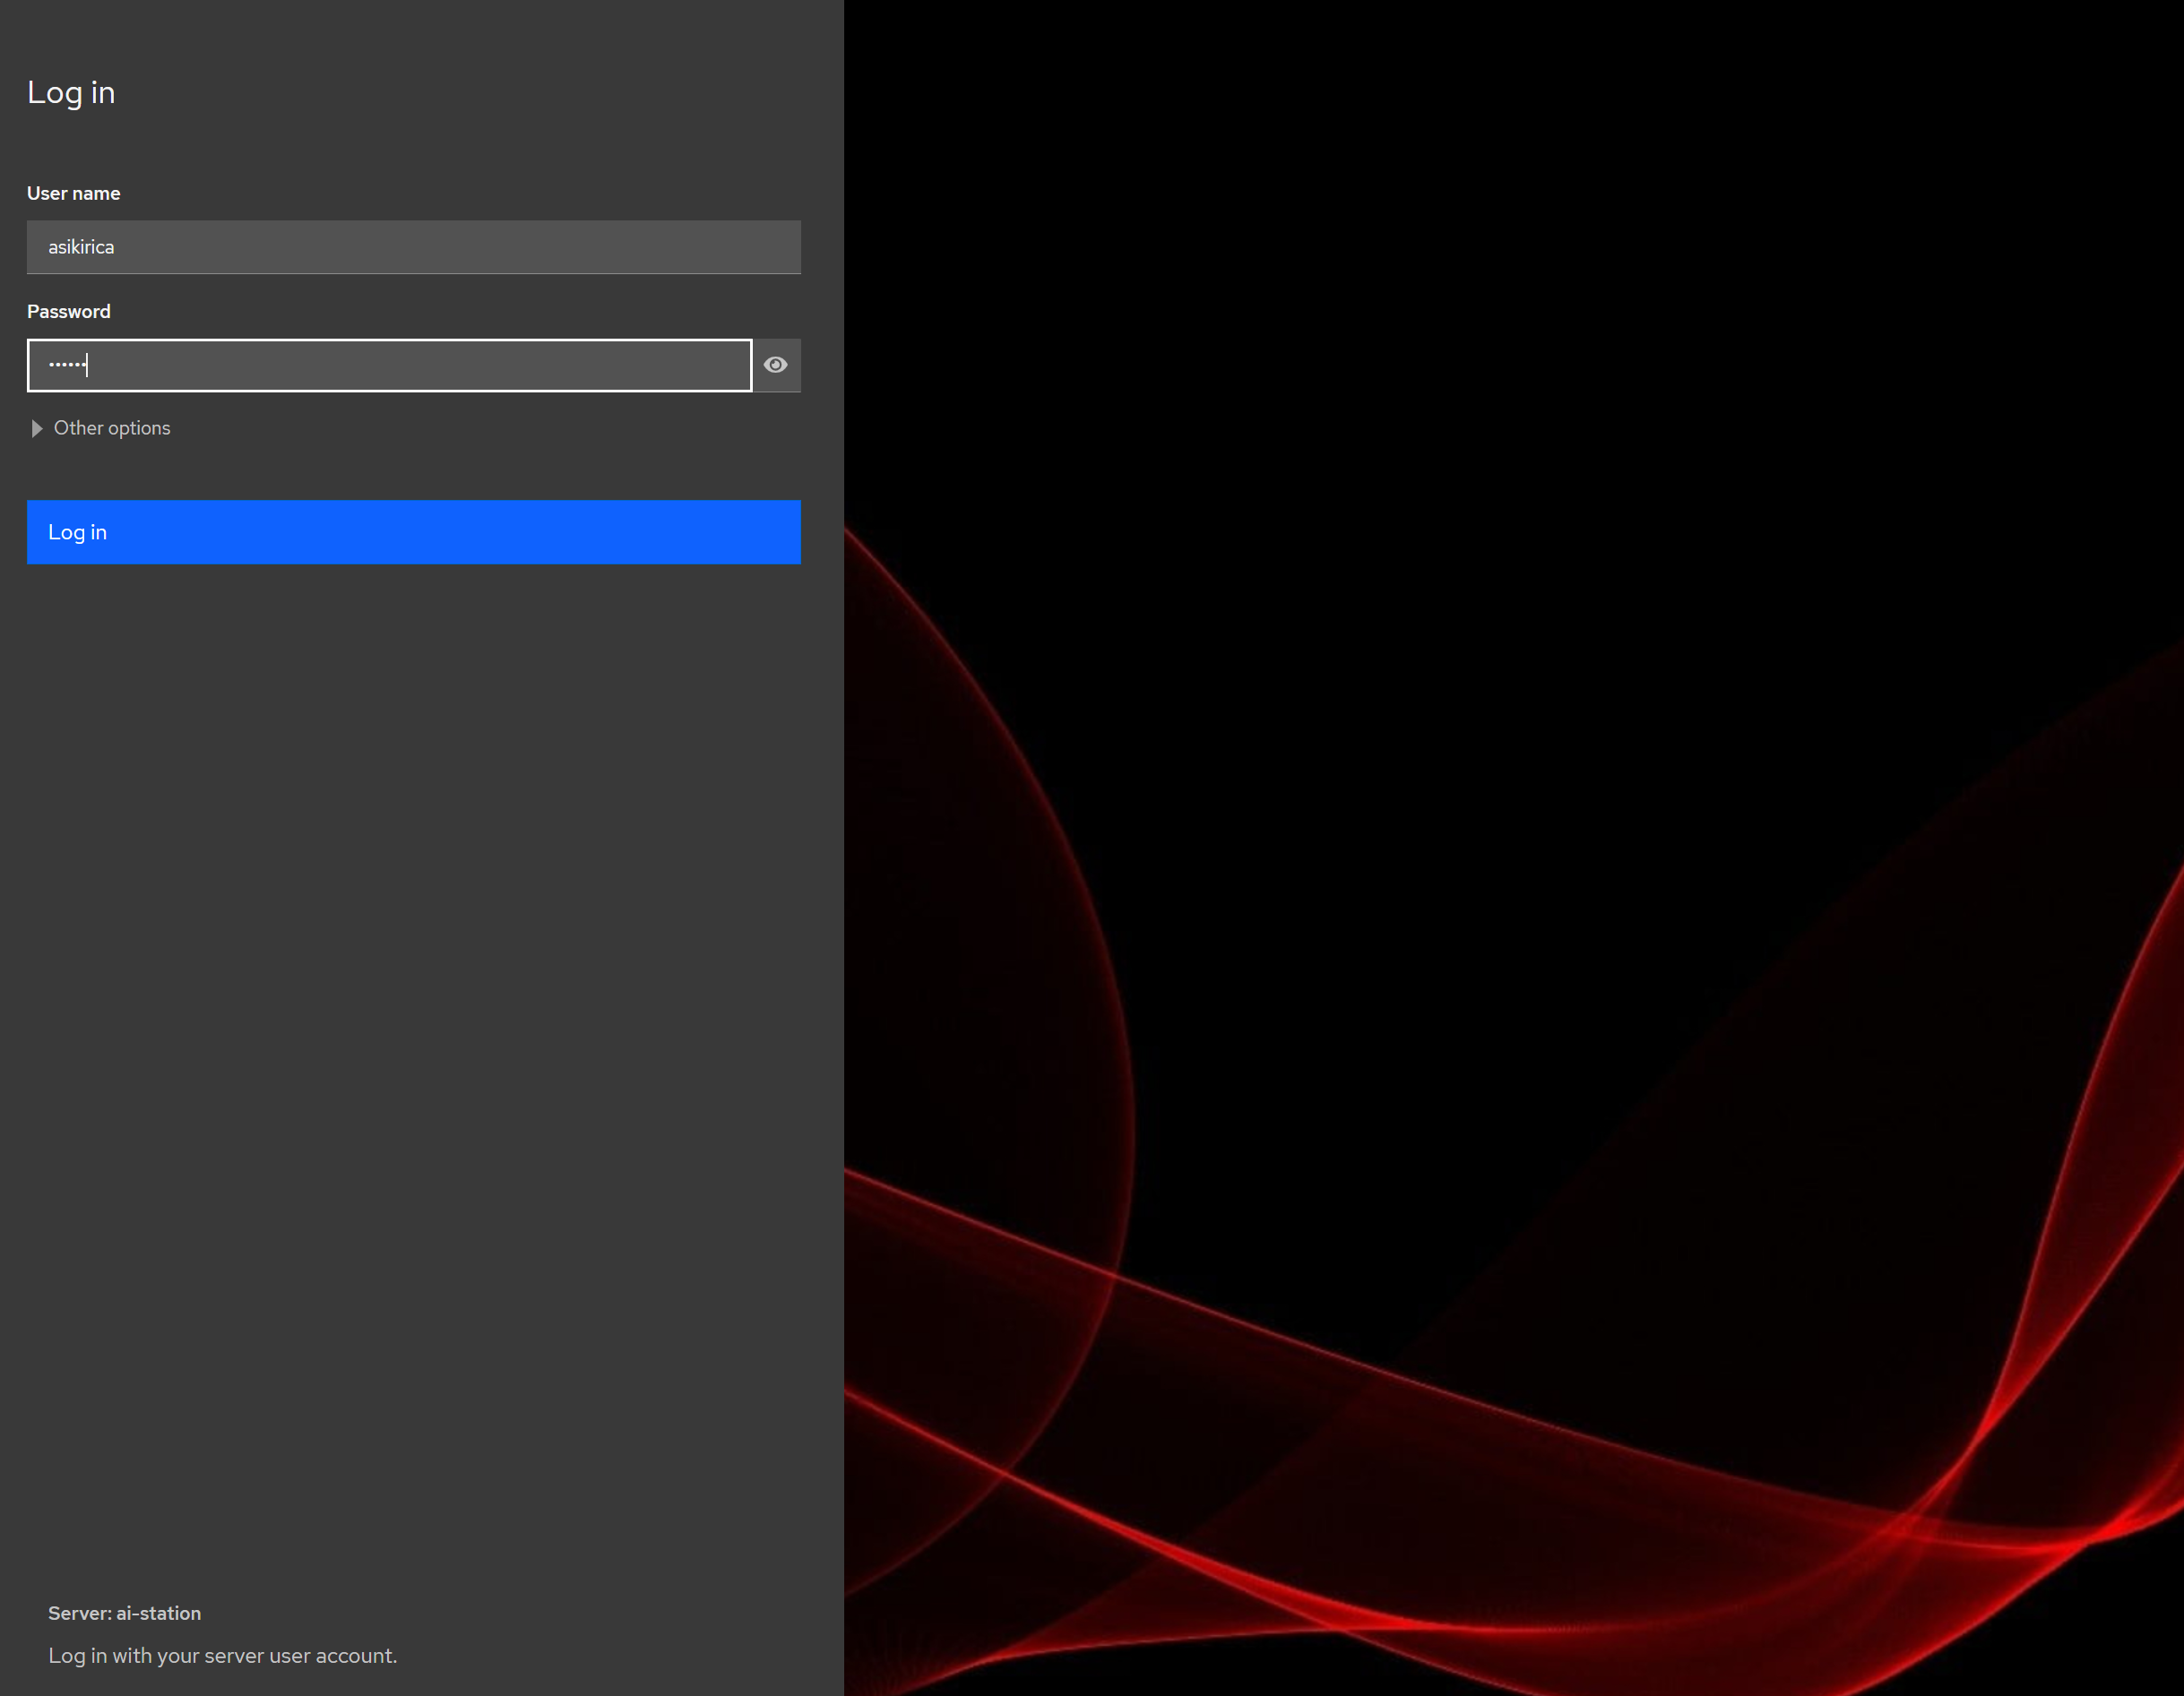 Log in
User name
asikirica
Password
••••••
Other options
Log in
Server: ai-station
Log in with your server user account.